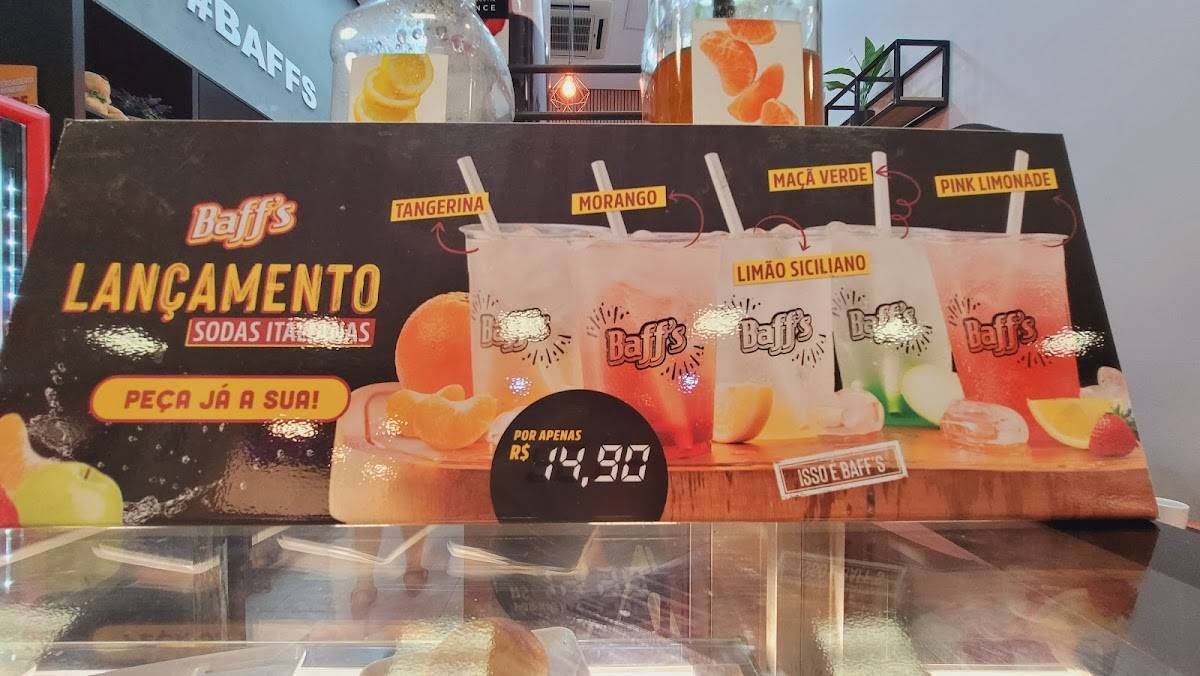 #BAFFS
NCE
Baff's
LANÇAMENTO
SODAS ITALIANAS
PEÇA JÁ A SUA!
TANGERINA
MORANGO
LIMÃO SICILIANO
MAÇÃ VERDE
PINK LIMONADE
Baff's
Baff's
Baff's
Baff's
Baff's
POR APENAS
R$ 14,90
ISSO É BAFF'S